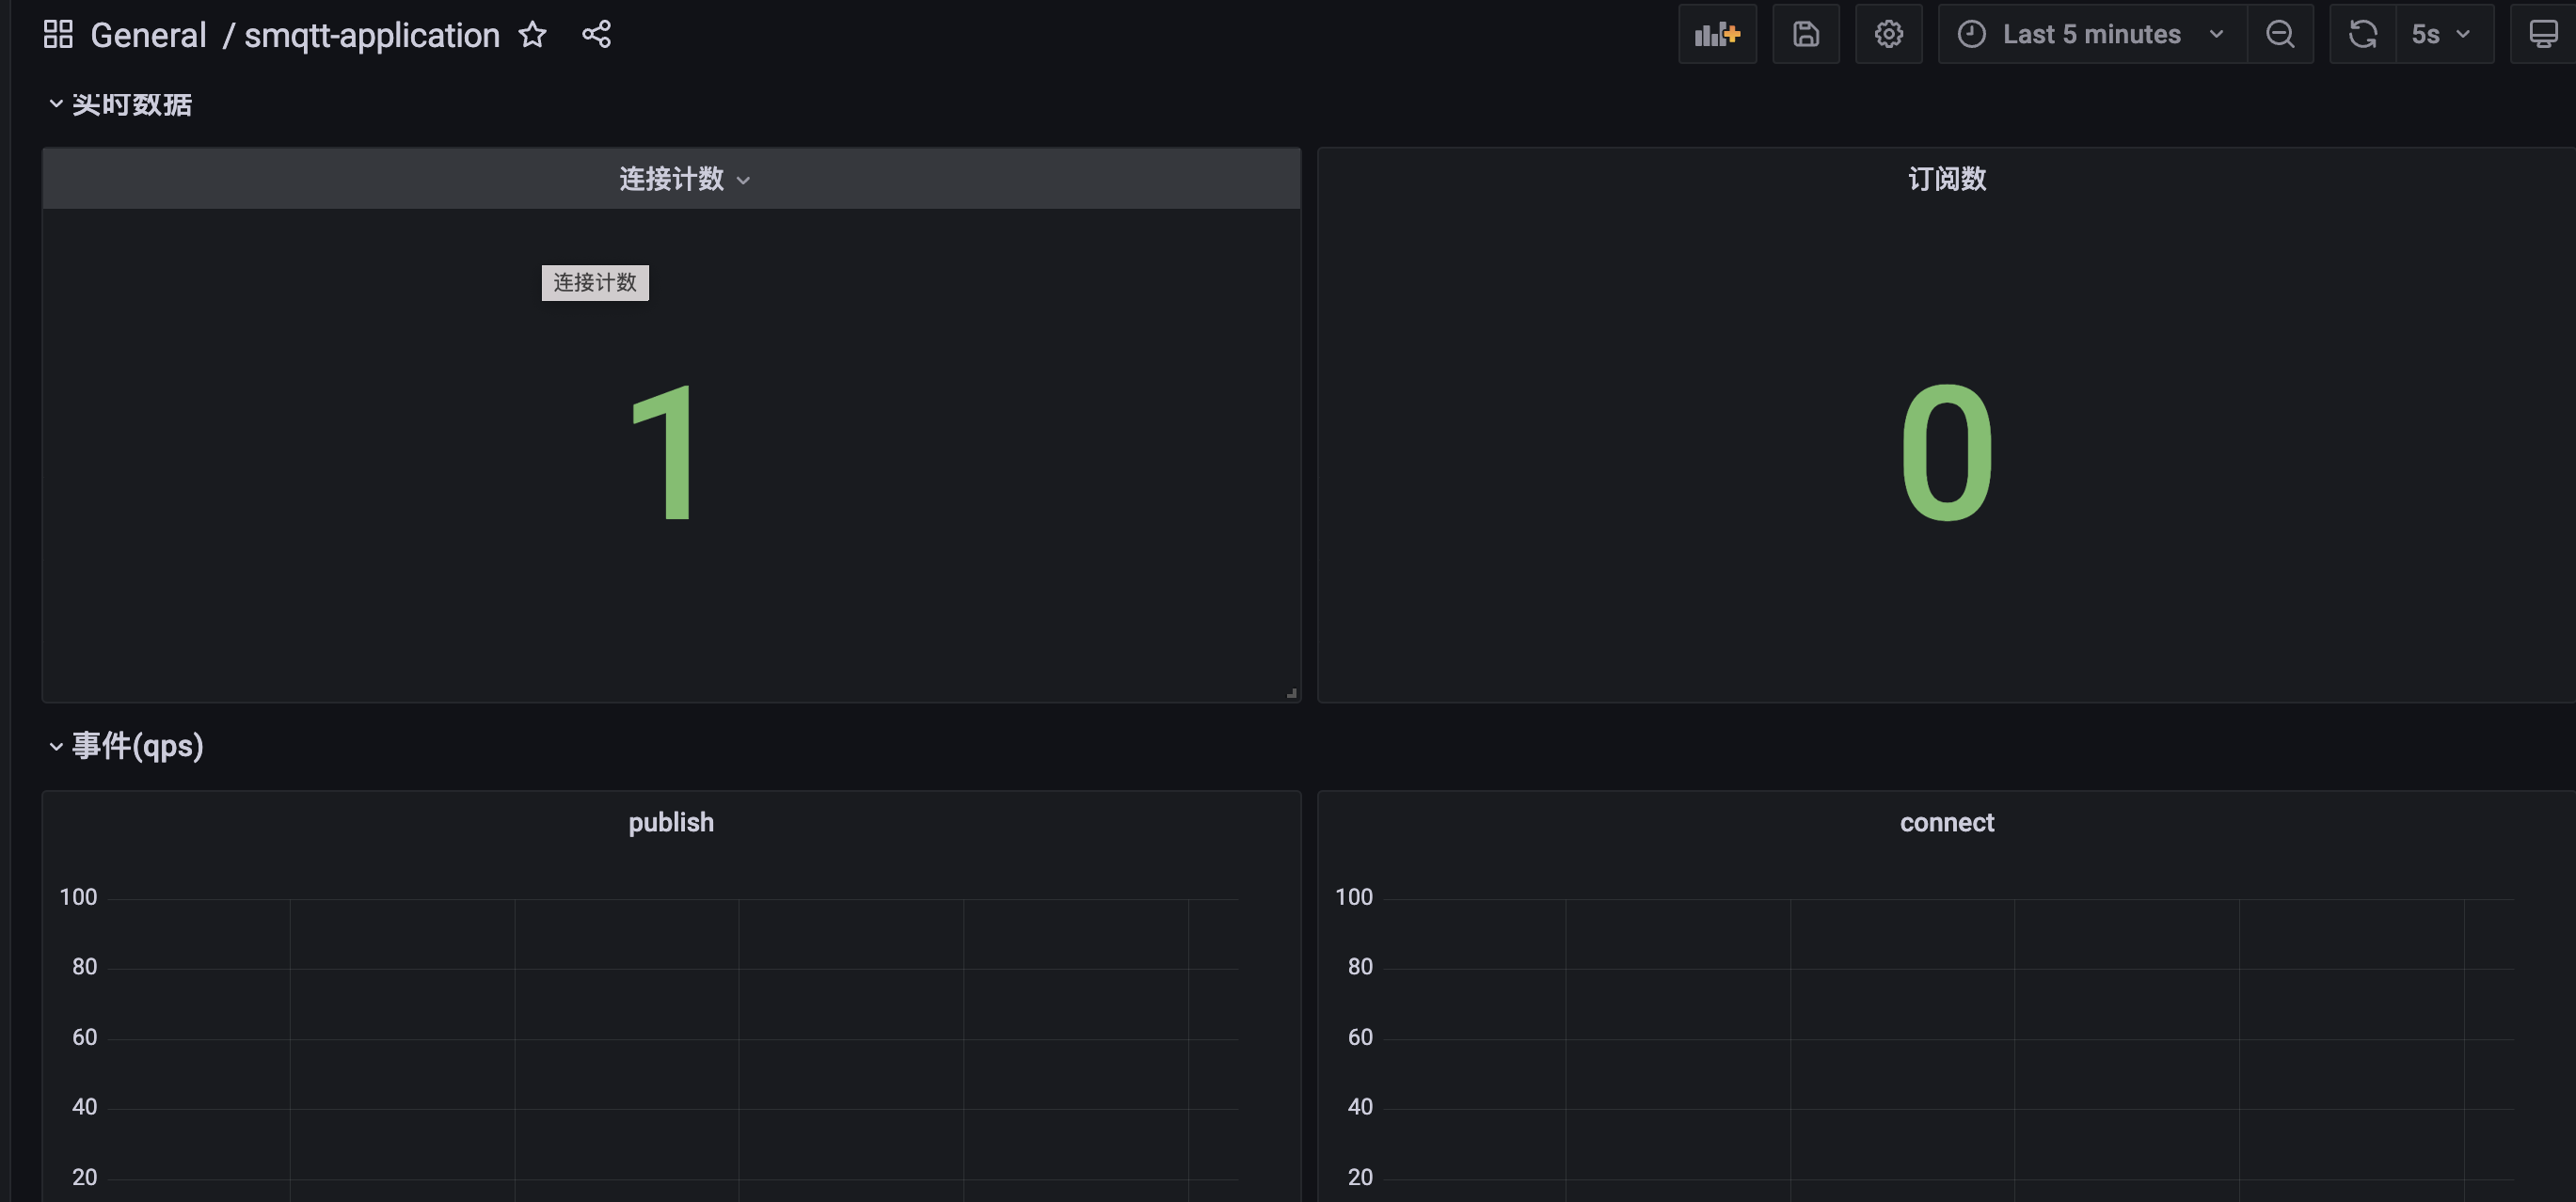 General / smqtt-application
Last 5 minutes
5s
实时数据
连接计数
订阅数
连接计数
1
0
事件(qps)
publish
connect
100
80
60
40
20
100
80
60
40
20